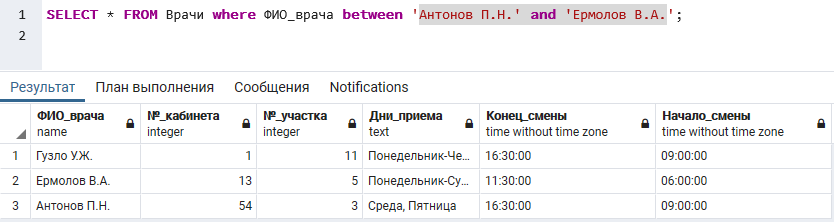 1 SELECT * FROM Врачи where ФИО_врача between 'Антонов П.Н.' and 'Ермолов В.А.';
2
Результат План выполнения Сообщения Notifications
ФИО_врача №_кабинета №_участка Дни_приема Конец_смены Начало_смены
name integer integer text time without time zone time without time zone
1 Гузло У.Ж. 1 11 Понедельник-Че... 16:30:00 09:00:00
2 Ермолов В.А. 13 5 Понедельник-Су... 11:30:00 06:00:00
3 Антонов П.Н. 54 3 Среда, Пятница 16:30:00 09:00:00